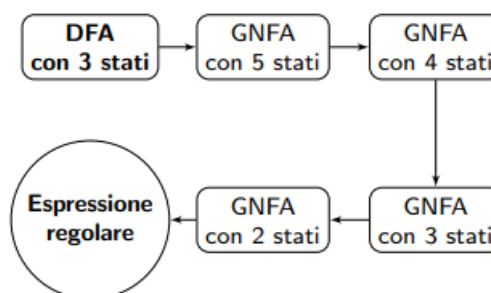 DFA
con 3 stati
GNFA
con 5 stati
GNFA
con 4 stati
Espressione
regolare
GNFA
con 2 stati
GNFA
con 3 stati